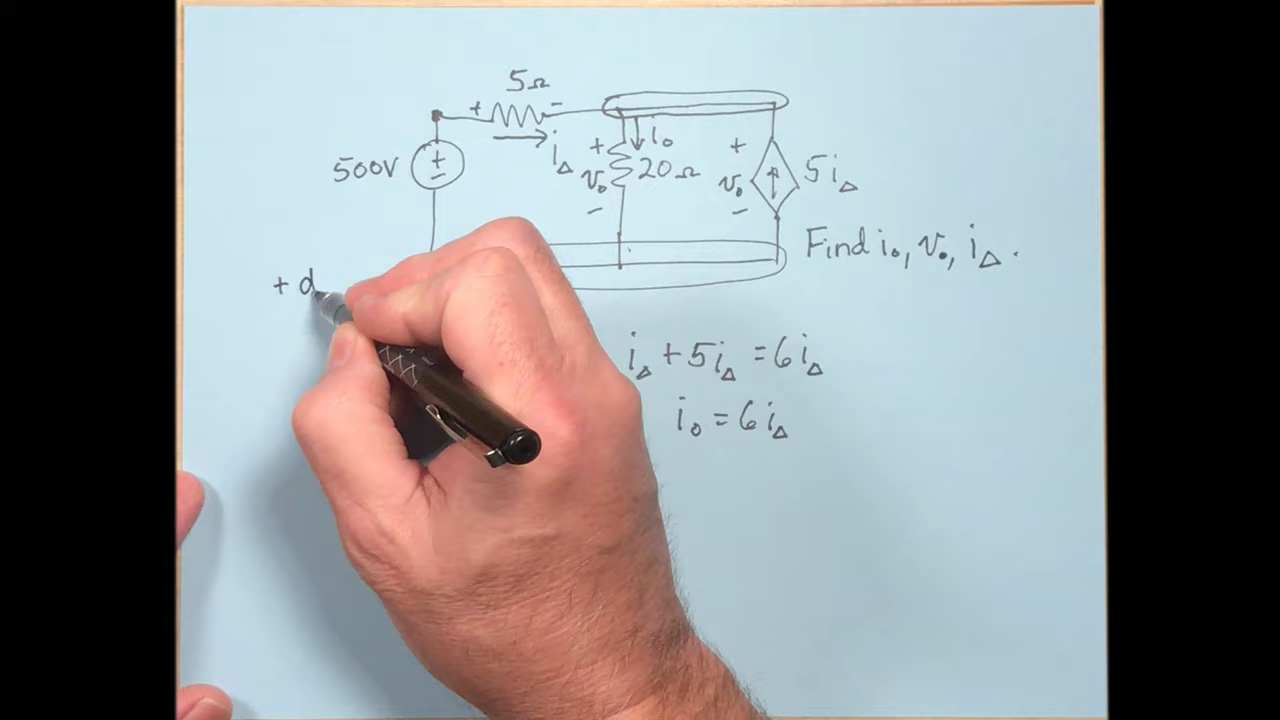 5Ω
+ -
500V + -
iΔ
+ v₀ -
i₀
20Ω
+ v₀ -
5iΔ
Find i₀, v₀, iΔ.
+ d
iΔ + 5iΔ = 6iΔ
i₀ = 6iΔ